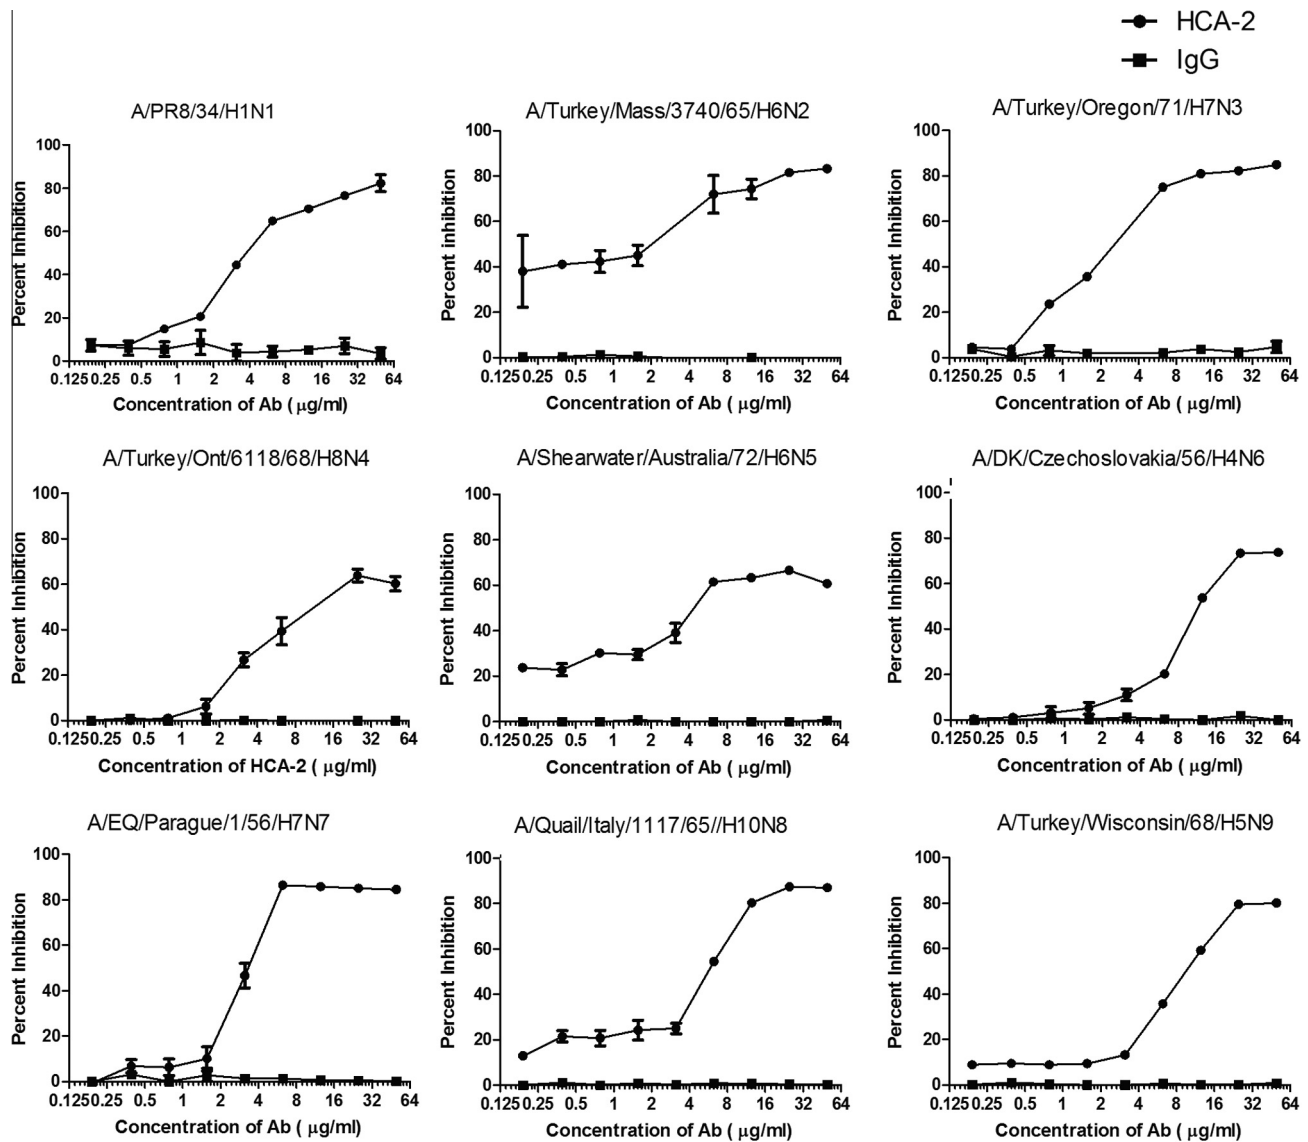 HCA-2
IgG
A/PR8/34/H1N1
Percent Inhibition
100
80
60
40
20
0
0.125 0.25 0.5 1 2 4 8 16 32 64
Concentration of Ab ( μg/ml)
A/Turkey/Mass/3740/65/H6N2
Percent inhibition
100
80
60
40
20
0
0.125 0.25 0.5 1 2 4 8 16 32 64
Concentration of Ab ( μg/ml)
A/Turkey/Oregon/71/H7N3
Percent Inhibition
100
80
60
40
20
0
0.125 0.25 0.5 1 2 4 8 16 32 64
Concentration of Ab ( μg/ml)
A/Turkey/Ont/6118/68/H8N4
Percent Inhibition
100
80
60
40
20
0
0.125 0.25 0.5 1 2 4 8 16 32 64
Concentration of HCA-2 ( μg/ml)
A/Shearwater/Australia/72/H6N5
Percent Inhibition
100
80
60
40
20
0
0.125 0.25 0.5 1 2 4 8 16 32 64
Concentration of Ab ( μg/ml)
A/DK/Czechoslovakia/56/H4N6
Percent Inhibition
100
80
60
40
20
0
0.125 0.25 0.5 1 2 4 8 16 32 64
Concentration of Ab ( μg/ml)
A/EQ/Parague/1/56/H7N7
Percent Inhibition
100
80
60
40
20
0
0.125 0.25 0.5 1 2 4 8 16 32 64
Concentration of Ab ( μg/ml)
A/Quail/Italy/1117/65//H10N8
Percent Inhibition
100
80
60
40
20
0
0.125 0.25 0.5 1 2 4 8 16 32 64
Concentration of Ab ( μg/ml)
A/Turkey/Wisconsin/68/H5N9
Percent Inhibition
100
80
60
40
20
0
0.125 0.25 0.5 1 2 4 8 16 32 64
Concentration of Ab ( μg/ml)